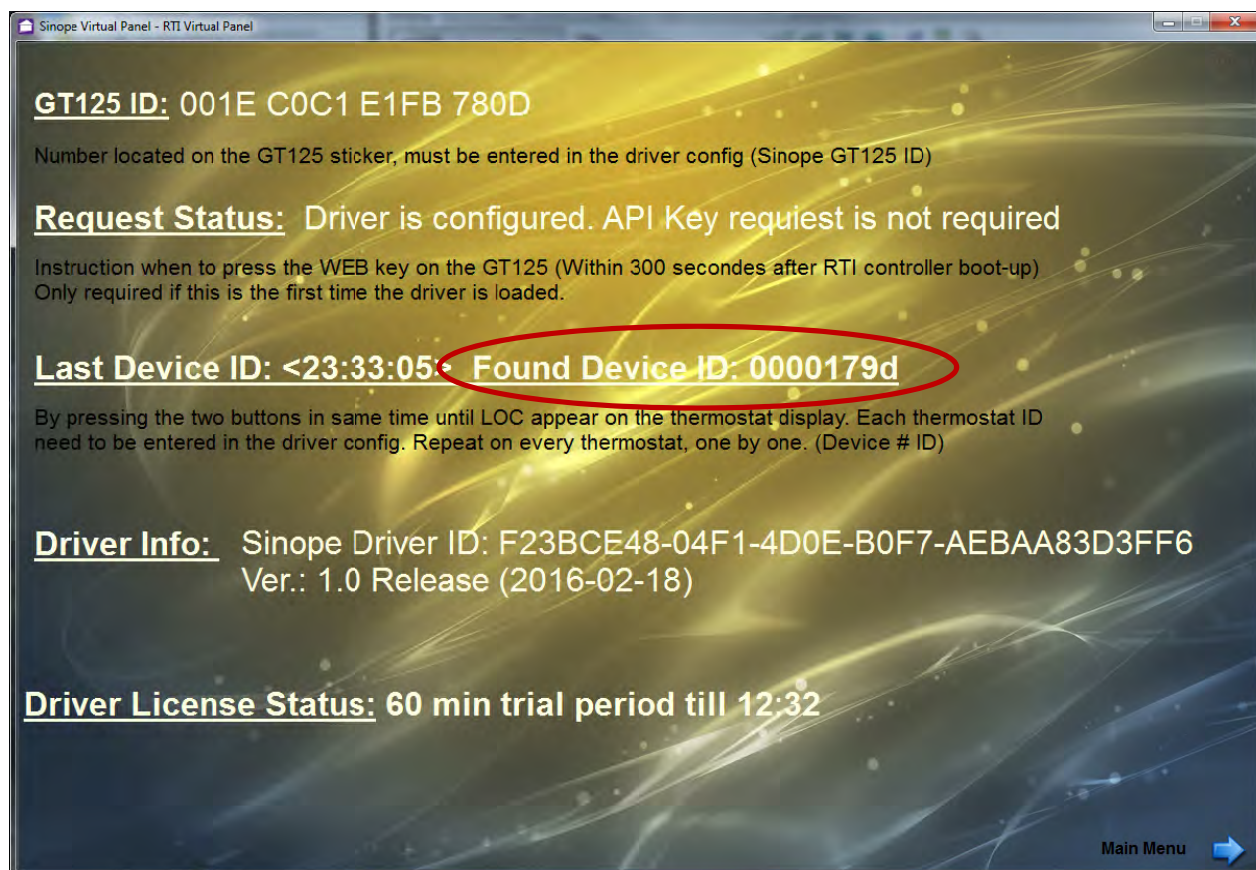 Sinope Virtual Panel - RTI Virtual Panel
GT125 ID: 001E C0C1 E1FB 780D
Number located on the GT125 sticker, must be entered in the driver config (Sinope GT125 ID)
Request Status: Driver is configured. API Key requiest is not required
Instruction when to press the WEB key on the GT125 (Within 300 secondes after RTI controller boot-up)
Only required if this is the first time the driver is loaded.
Last Device ID: <23:33:05> Found Device ID: 0000179d
By pressing the two buttons in same time until LOC appear on the thermostat display. Each thermostat ID
need to be entered in the driver config. Repeat on every thermostat, one by one. (Device # ID)
Driver Info: Sinope Driver ID: F23BCE48-04F1-4D0E-B0F7-AEBAA83D3FF6
Ver.: 1.0 Release (2016-02-18)
Driver License Status: 60 min trial period till 12:32
Main Menu